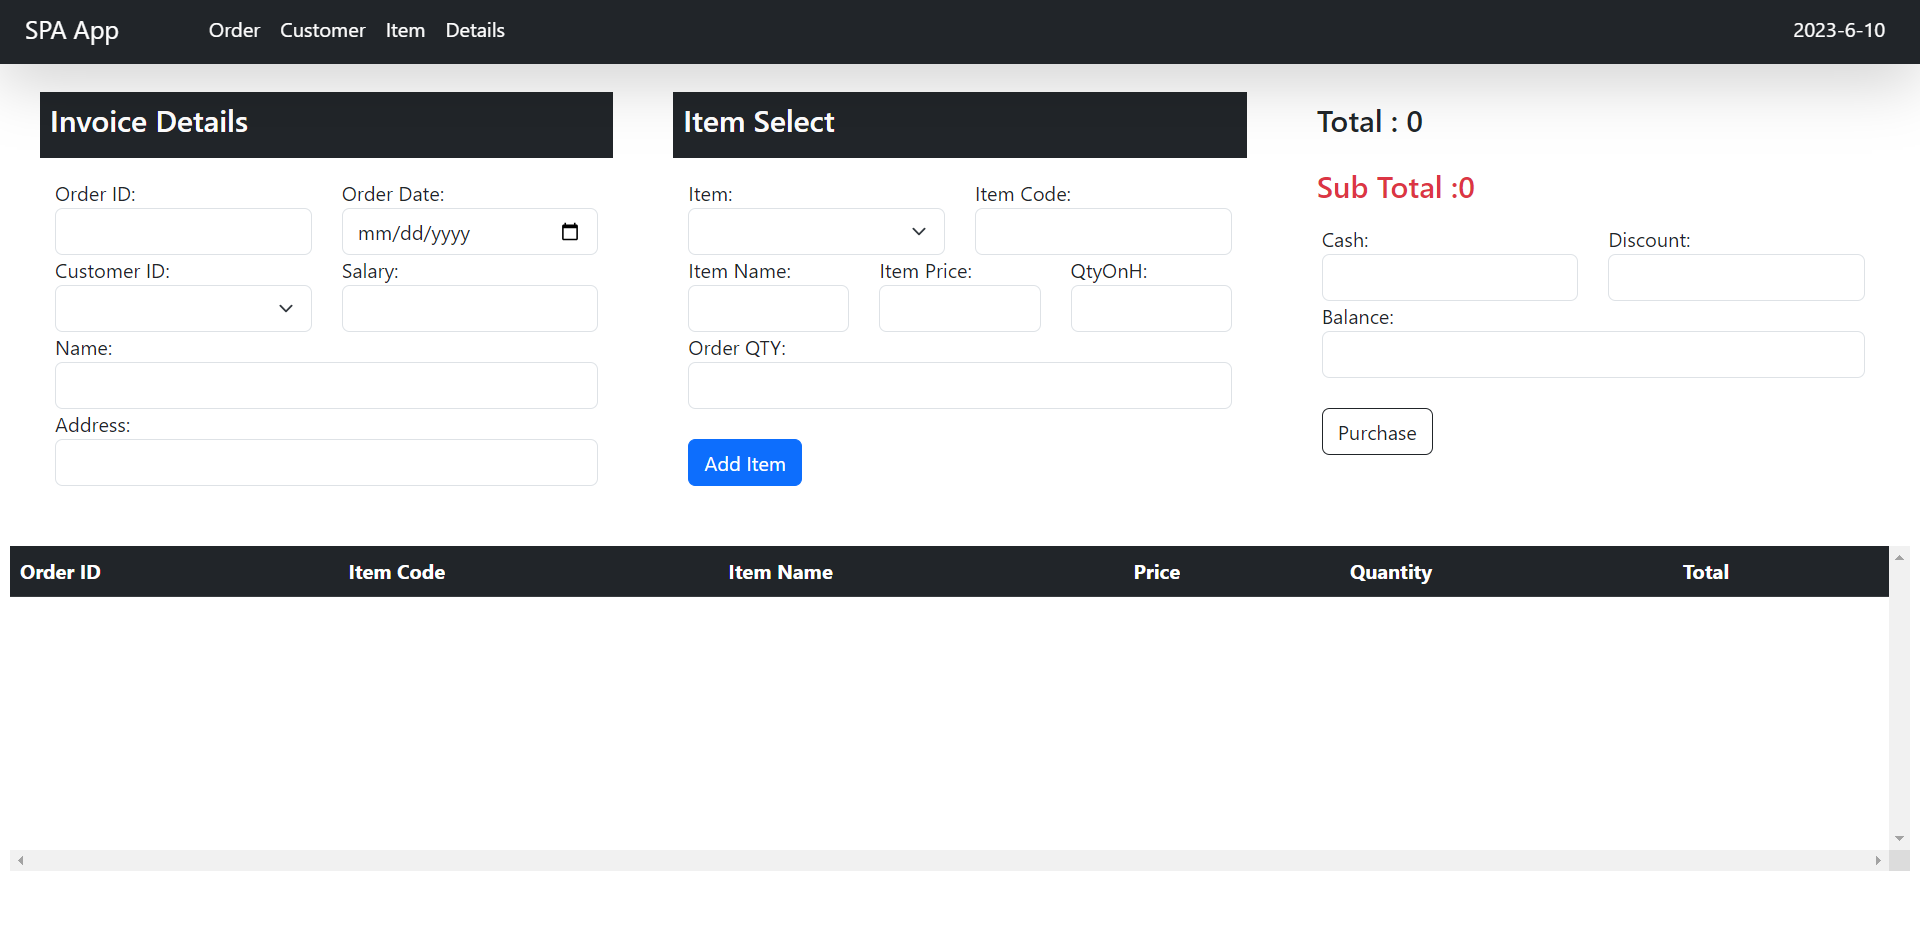 SPA App Order Customer Item Details 2023-6-10
Invoice Details
Order ID: Order Date:
mm/dd/yyyy
Customer ID: Salary:
Name:
Address:
Item Select
Item: Item Code:
Item Name: Item Price: QtyOnH:
Order QTY:
Add Item
Total : 0
Sub Total :0
Cash: Discount:
Balance:
Purchase
Order ID Item Code Item Name Price Quantity Total